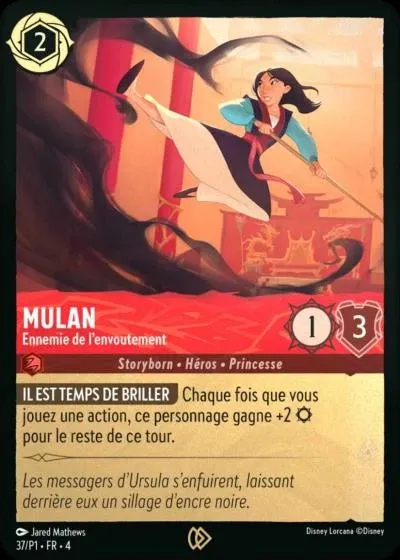 2
MULAN
Ennemie de l'envoutement
1
3
Storyborn • Héros • Princesse
IL EST TEMPS DE BRILLER Chaque fois que vous
jouez une action, ce personnage gagne +2
pour le reste de ce tour.
Les messagers d'Ursula s'enfuirent, laissant
derrière eux un sillage d'encre noire.
Jared Mathews
Disney Lorcana ©Disney
37/P1 • FR • 4